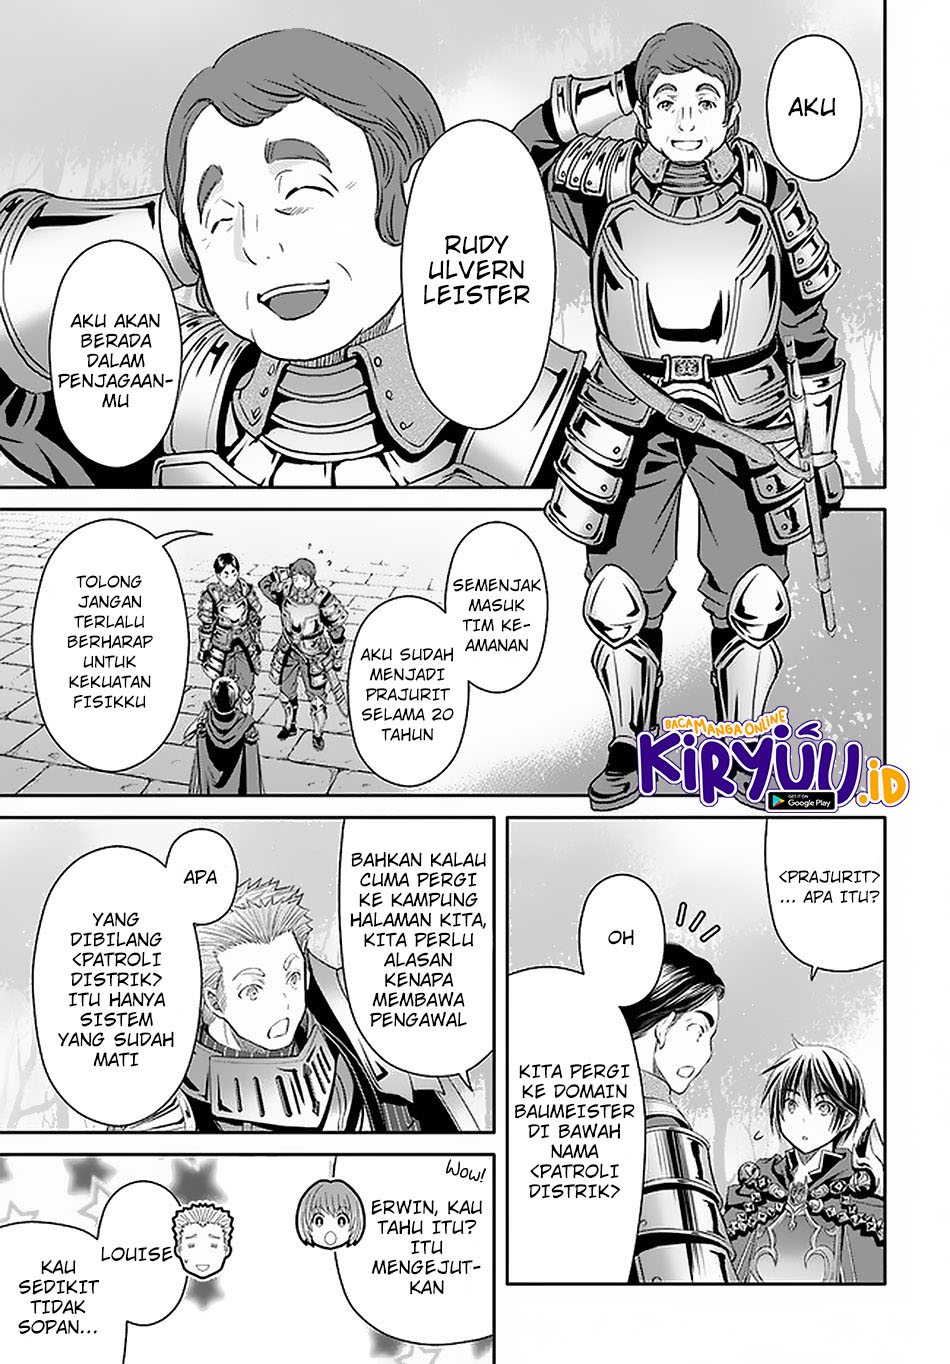 AKU
RUDY
ULVERN
LEISTER
AKU AKAN
BERADA
DALAM
PENJAGAAN-
MU
SEMENJAK
MASUK
TIM KE-
AMANAN
AKU SUDAH
MENJADI
PRAJURIT
SELAMA 20
TAHUN
TOLONG
JANGAN
TERLALU
BERHARAP
UNTUK
KEKUATAN
FISIKKU
BACA MANGA ONLINE
KIRYUU.ID
GET IT ON
Google Play
<PRAJURIT>
... APA ITU?
OH
KITA PERGI
KE DOMAIN
BAUMEISTER
DI BAWAH
NAMA
<PATROLI
DISTRIK>
BAHKAN KALAU
CUMA PERGI
KE KAMPUNG
HALAMAN KITA,
KITA PERLU
ALASAN
KENAPA
MEMBAWA
PENGAWAL
APA
YANG
DIBILANG
<PATROLI
DISTRIK>
ITU HANYA
SISTEM
YANG SUDAH
MATI
WOW!
ERWIN, KAU
TAHU ITU?
ITU
MENGEJUT-
KAN
LOUISE
KAU
SEDIKIT
TIDAK
SOPAN...